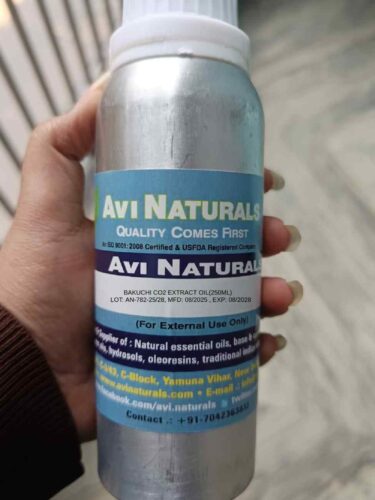 AVI NATURALS
QUALITY COMES FIRST
An ISO 9001: 2008 Certified & USFDA Registered Company
AVI NATURALS
BAKUCHI CO2 EXTRACT OIL(250ML)
LOT: AN-782-25/28, MFD: 08/2025 , EXP: 08/2028
(For External Use Only)
Supplier of : Natural essential oils, base
hydrosols, oleoresins, traditional
C-Block, Yamuna Vihar, New
www.avinaturals.com • E-mail.:
facebook.com/avi.naturals &
Contact .: +91-7042363632